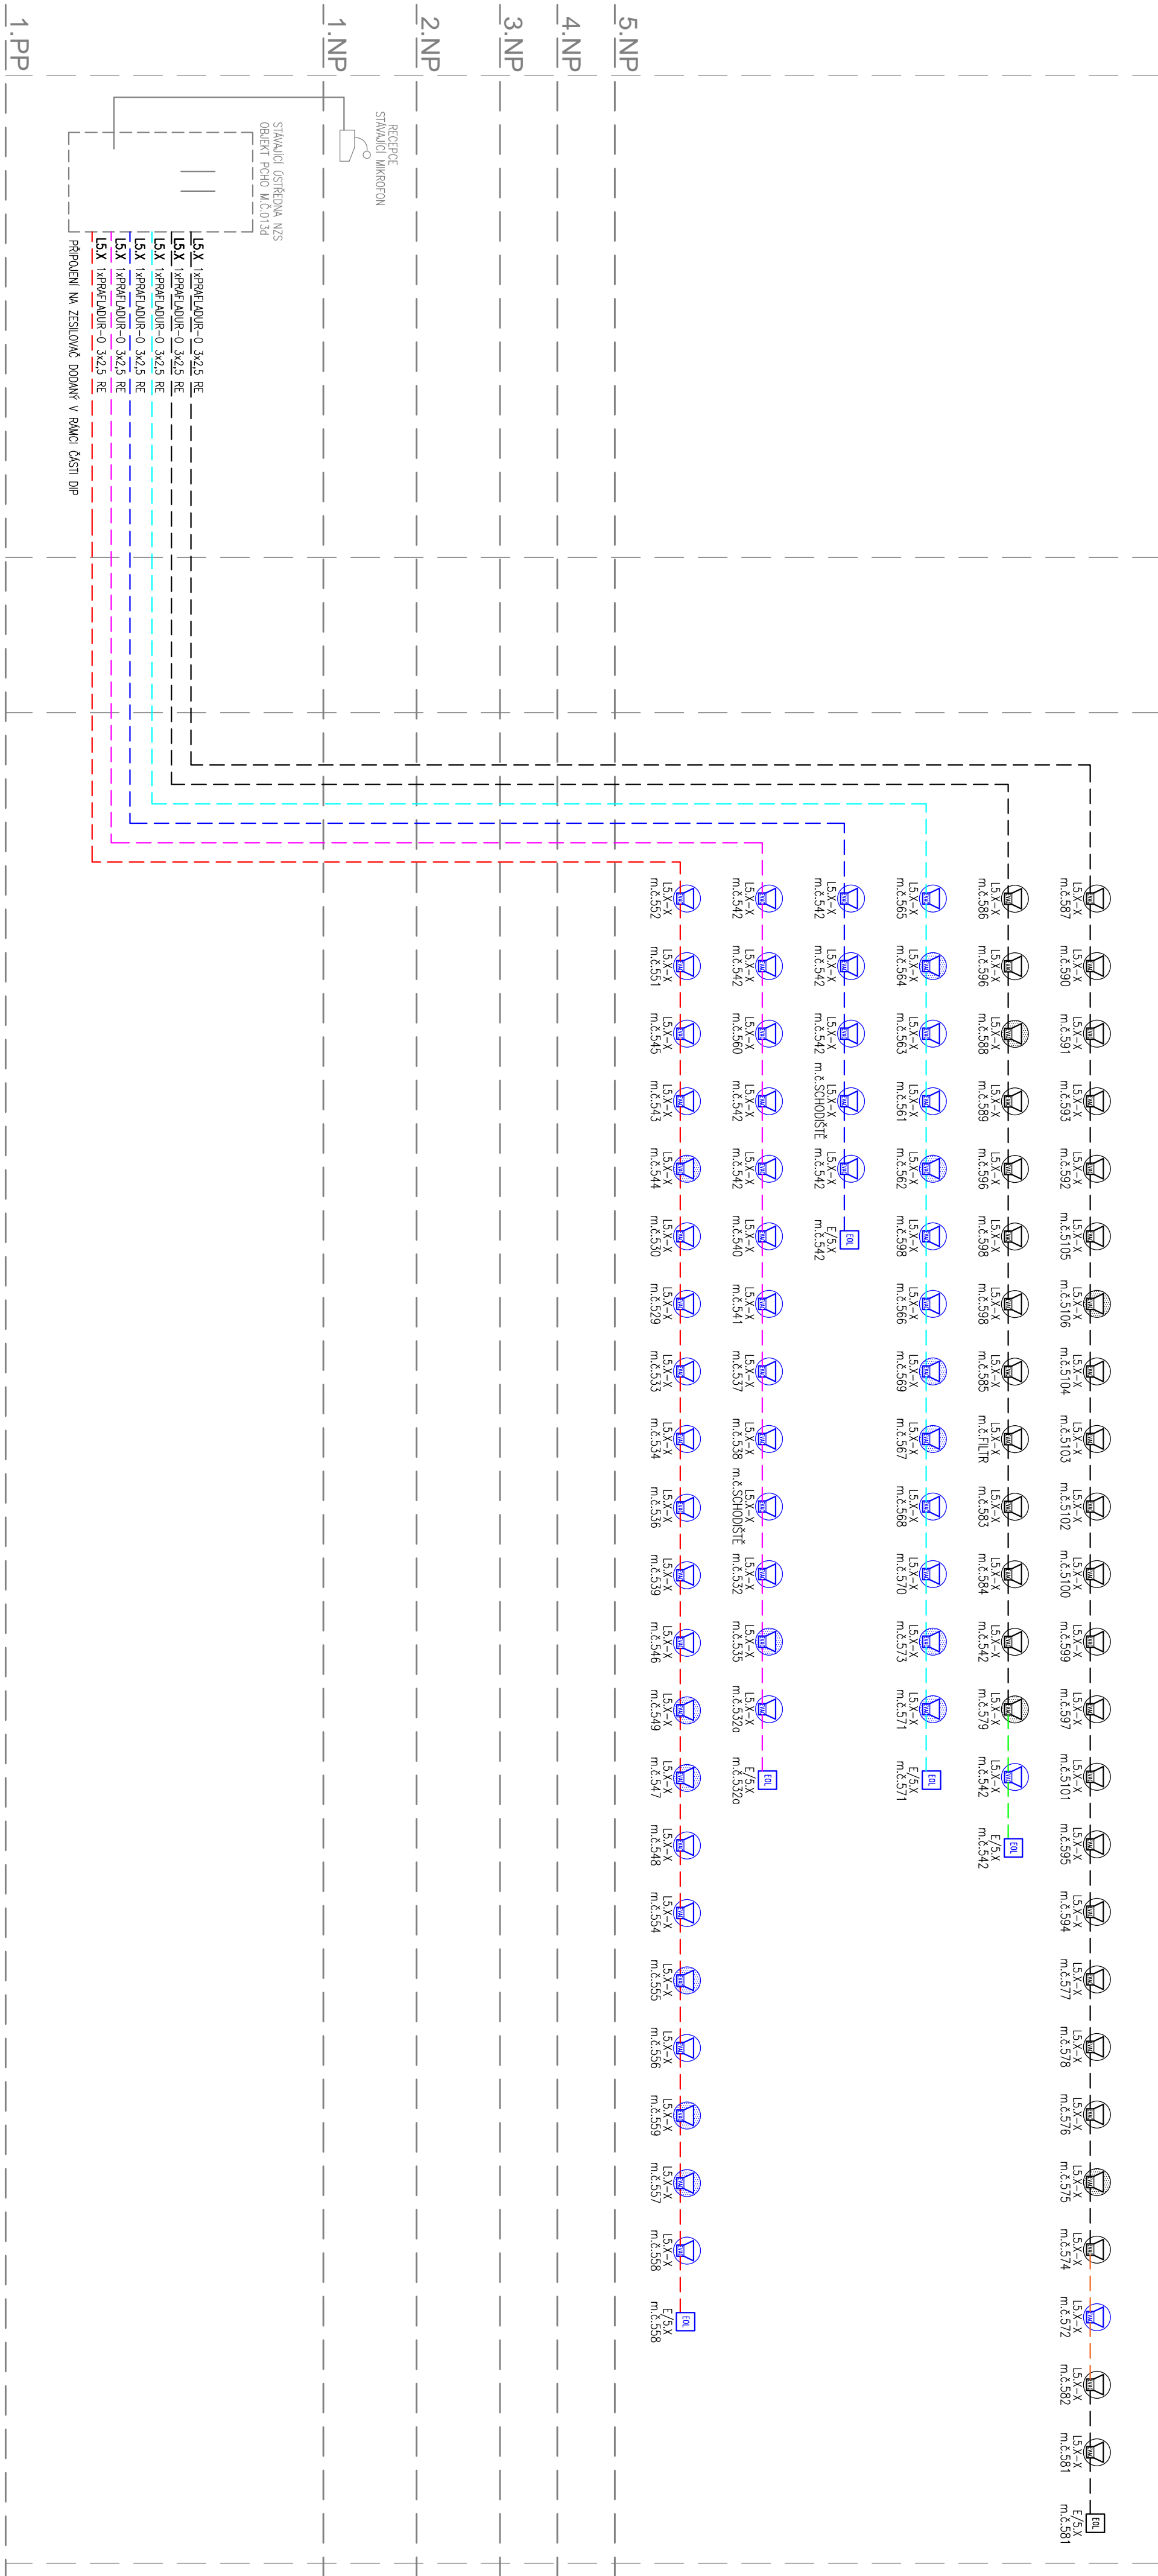 EOL
L5.X-X L5.X-X L5.X-X L5.X-X L5.X-X L5.X-X L5.X-X L5.X-X L5.X-X L5.X-X L5.X-X L5.X-X L5.X-X L5.X-X L5.X-X L5.X-X L5.X-X L5.X-X L5.X-X L5.X-X L5.X-X L5.X-X L5.X-X L5.X-X E/5.X
m.č.587 m.č.590 m.č.591 m.č.593 m.č.592 m.č.5105 m.č.5106 m.č.5104 m.č.5103 m.č.5102 m.č.5100 m.č.599 m.č.597 m.č.5101 m.č.595 m.č.594 m.č.577 m.č.578 m.č.576 m.č.575 m.č.574 m.č.572 m.č.582 m.č.581 m.č.581
EOL
L5.X-X L5.X-X L5.X-X L5.X-X L5.X-X L5.X-X L5.X-X L5.X-X L5.X-X L5.X-X L5.X-X L5.X-X L5.X-X L5.X-X E/5.X
m.č.586 m.č.596 m.č.588 m.č.589 m.č.596 m.č.598 m.č.598 m.č.585 m.č.FILTR m.č.583 m.č.584 m.č.542 m.č.579 m.č.542 m.č.542
EOL
L5.X-X L5.X-X L5.X-X L5.X-X L5.X-X L5.X-X L5.X-X L5.X-X L5.X-X L5.X-X L5.X-X L5.X-X L5.X-X E/5.X
m.č.565 m.č.564 m.č.563 m.č.561 m.č.562 m.č.598 m.č.566 m.č.569 m.č.567 m.č.568 m.č.570 m.č.573 m.č.571 m.č.571
EOL
L5.X-X L5.X-X L5.X-X L5.X-X L5.X-X E/5.X
m.č.542 m.č.542 m.č.542 m.č.SCHODIŠTĚ m.č.542 m.č.542
EOL
L5.X-X L5.X-X L5.X-X L5.X-X L5.X-X L5.X-X L5.X-X L5.X-X L5.X-X L5.X-X L5.X-X L5.X-X L5.X-X E/5.X
m.č.542 m.č.542 m.č.560 m.č.542 m.č.542 m.č.540 m.č.541 m.č.537 m.č.538 m.č.SCHODIŠTĚ m.č.532 m.č.535 m.č.532a m.č.532a
EOL
L5.X-X L5.X-X L5.X-X L5.X-X L5.X-X L5.X-X L5.X-X L5.X-X L5.X-X L5.X-X L5.X-X L5.X-X L5.X-X L5.X-X L5.X-X L5.X-X L5.X-X L5.X-X L5.X-X L5.X-X L5.X-X E/5.X
m.č.552 m.č.551 m.č.545 m.č.543 m.č.544 m.č.530 m.č.529 m.č.533 m.č.534 m.č.536 m.č.539 m.č.546 m.č.549 m.č.547 m.č.548 m.č.554 m.č.555 m.č.556 m.č.559 m.č.557 m.č.558 m.č.558
5.NP
4.NP
3.NP
2.NP
RECEPCE
STÁVAJÍCÍ MIKROFON
1.NP
STÁVAJÍCÍ ÚSTŘEDNA NZS
OBJEKT PCHO M.Č.013d
L5.X 1xPRAFLADUR-O 3x2,5 RE
L5.X 1xPRAFLADUR-O 3x2,5 RE
L5.X 1xPRAFLADUR-O 3x2,5 RE
L5.X 1xPRAFLADUR-O 3x2,5 RE
L5.X 1xPRAFLADUR-O 3x2,5 RE
L5.X 1xPRAFLADUR-O 3x2,5 RE
PŘIPOJENÍ NA ZESILOVAČ DODANÝ V RÁMCI ČÁSTI DIP
1.PP